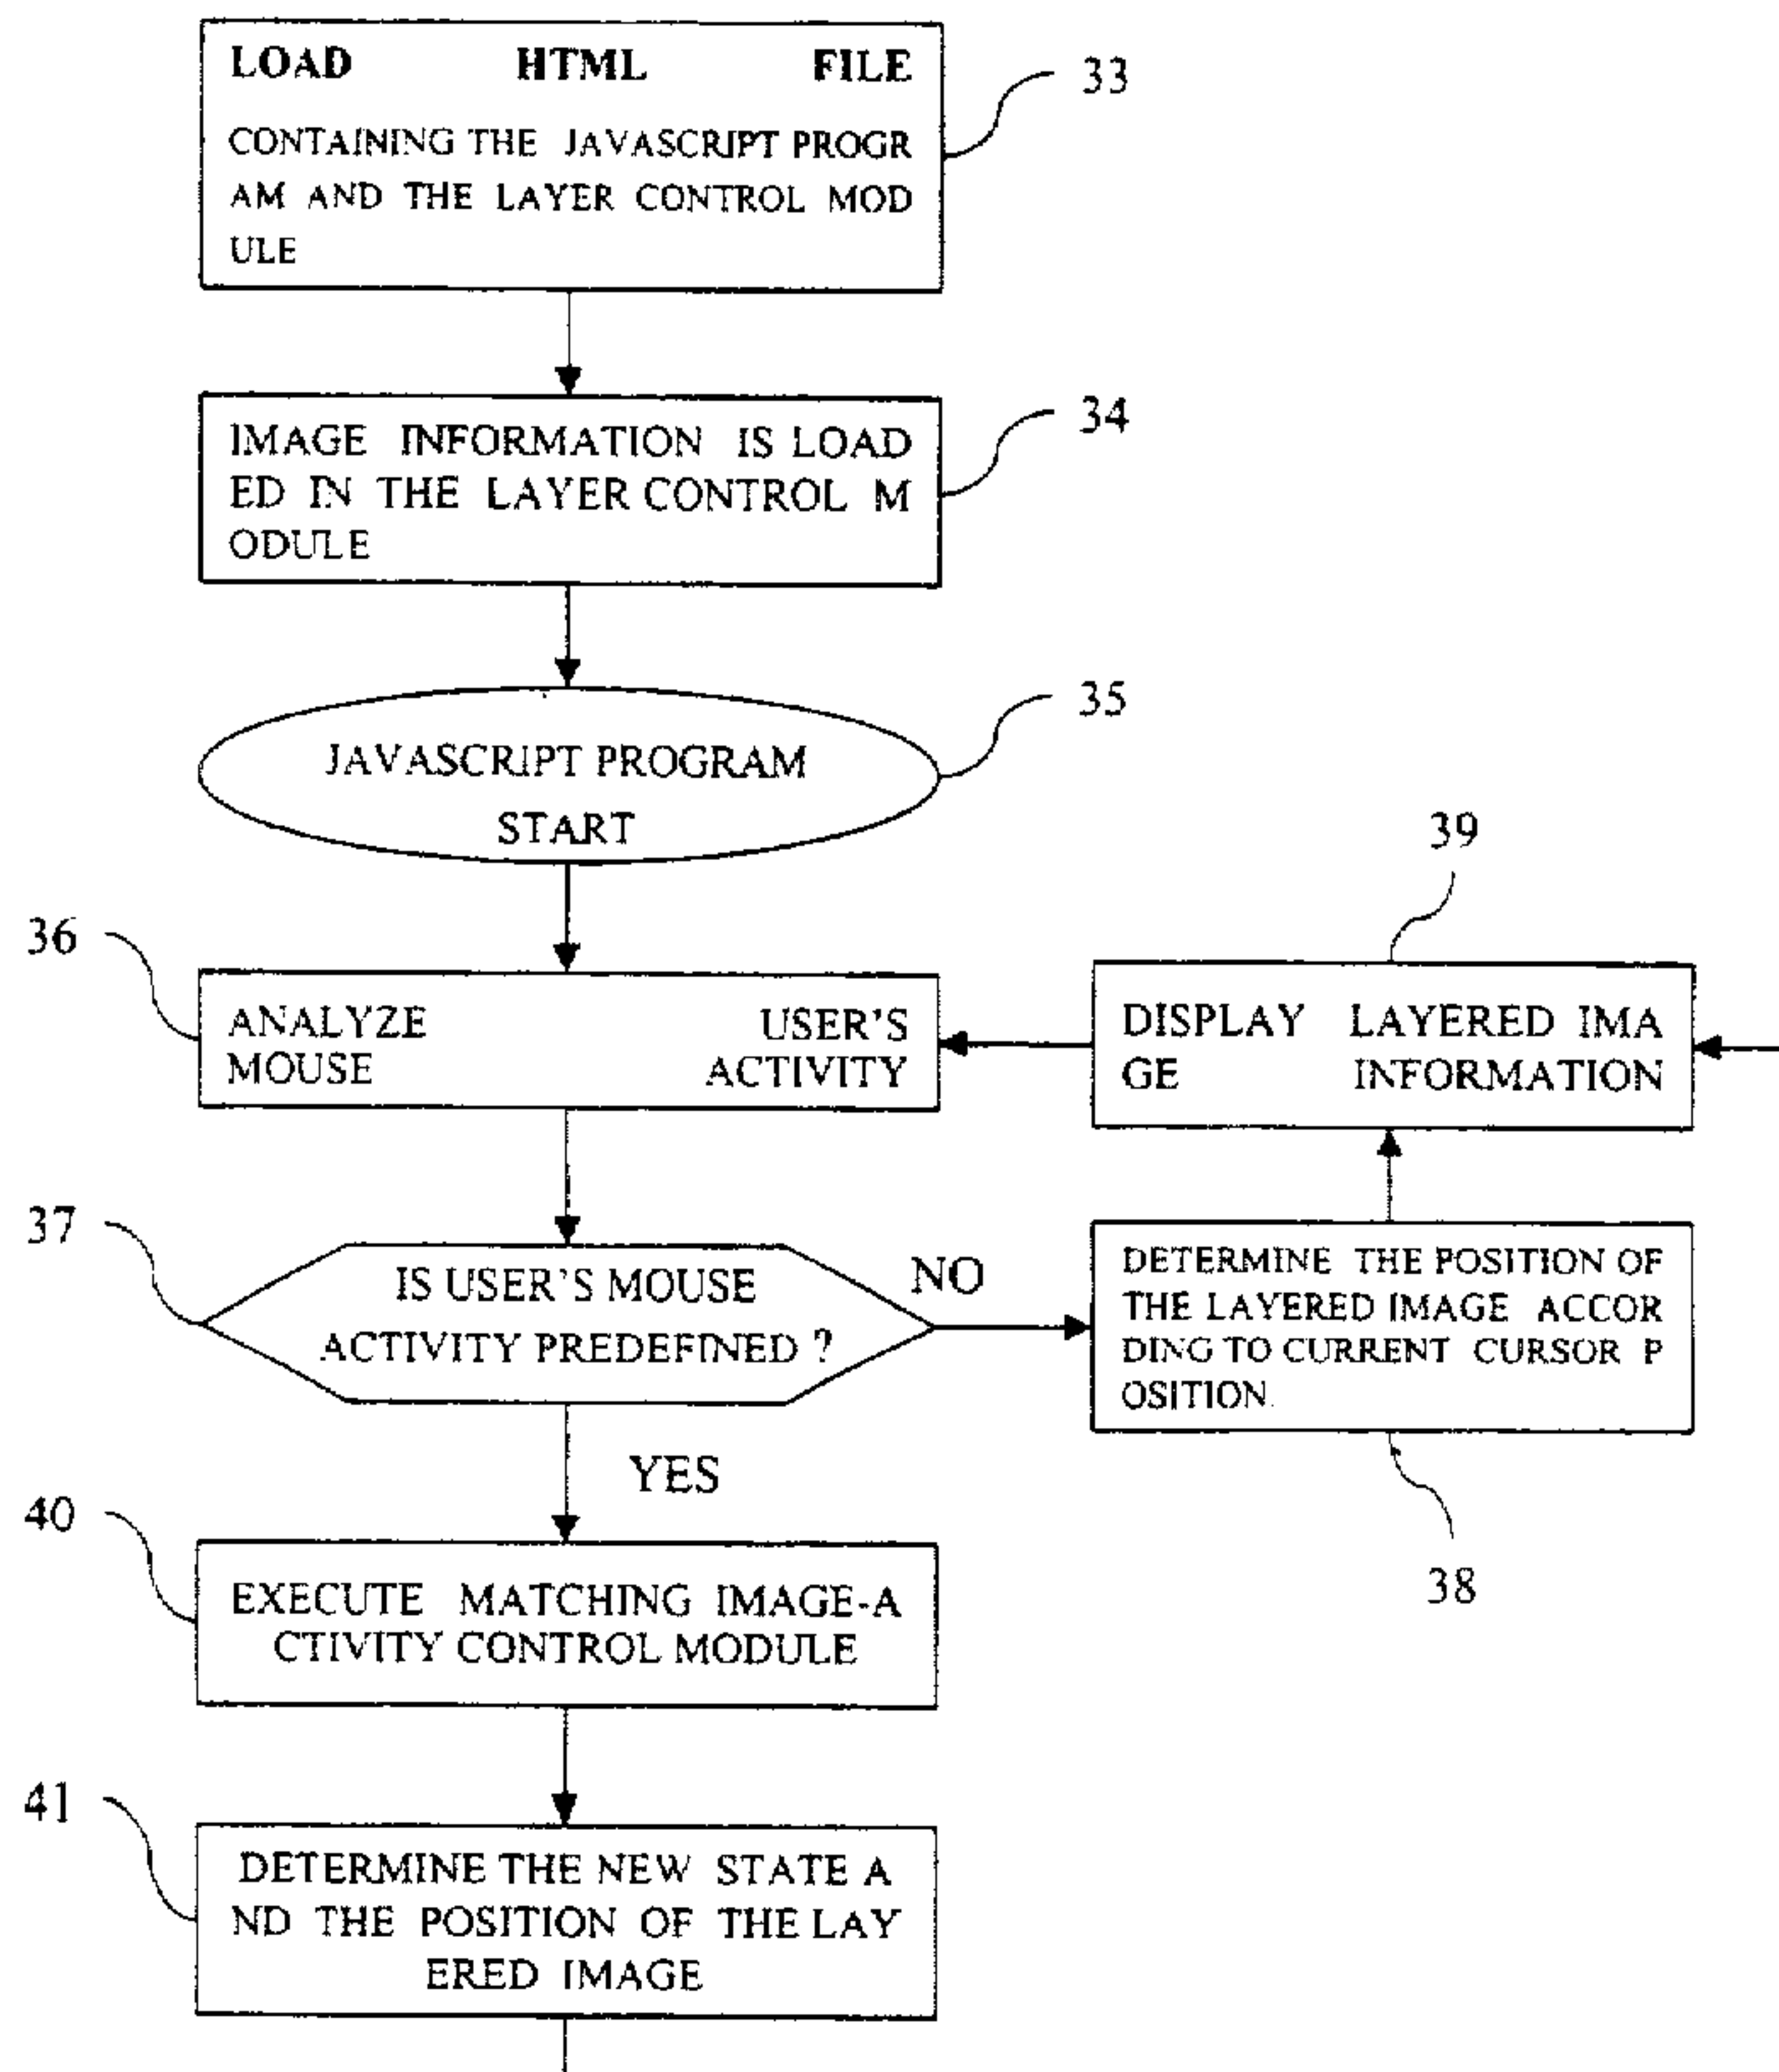 LOAD HTML FILE
CONTAINING THE JAVASCRIPT PROGR
AM AND THE LAYER CONTROL MOD
ULE
33
IMAGE INFORMATION IS LOAD
ED IN THE LAYER CONTROL M
ODULE
34
JAVASCRIPT PROGRAM
START
35
36
ANALYZE USER'S
MOUSE ACTIVITY
39
DISPLAY LAYERED IMA
GE INFORMATION
37
IS USER'S MOUSE
ACTIVITY PREDEFINED ?
NO
DETERMINE THE POSITION OF
THE LAYERED IMAGE ACCOR
DING TO CURRENT CURSOR P
OSITION.
38
YES
40
EXECUTE MATCHING IMAGE-A
CTIVITY CONTROL MODULE
41
DETERMINE THE NEW STATE A
ND THE POSITION OF THE LAY
ERED IMAGE